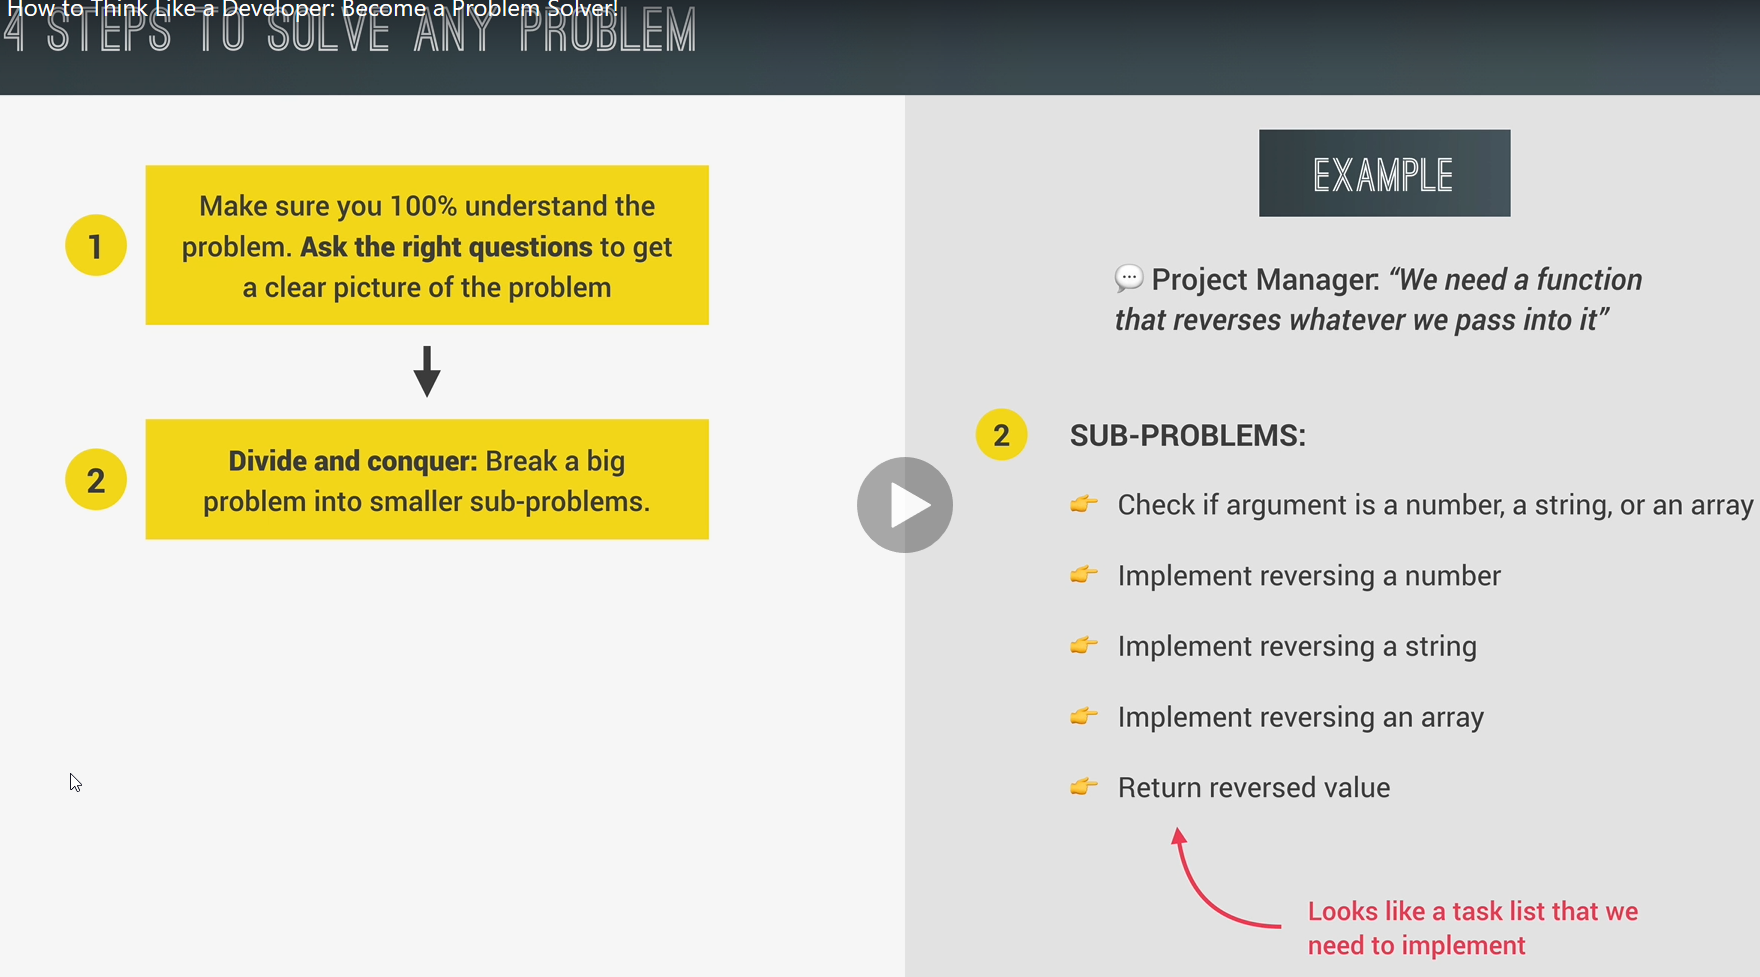 How to Think Like a Developer: Become a Problem Solver!
4 STEPS TO SOLVE ANY PROBLEM
1
Make sure you 100% understand the
problem. Ask the right questions to get
a clear picture of the problem
2
Divide and conquer: Break a big
problem into smaller sub-problems.
EXAMPLE
Project Manager: “We need a function
that reverses whatever we pass into it”
2
SUB-PROBLEMS:
Check if argument is a number, a string, or an array
Implement reversing a number
Implement reversing a string
Implement reversing an array
Return reversed value
Looks like a task list that we
need to implement